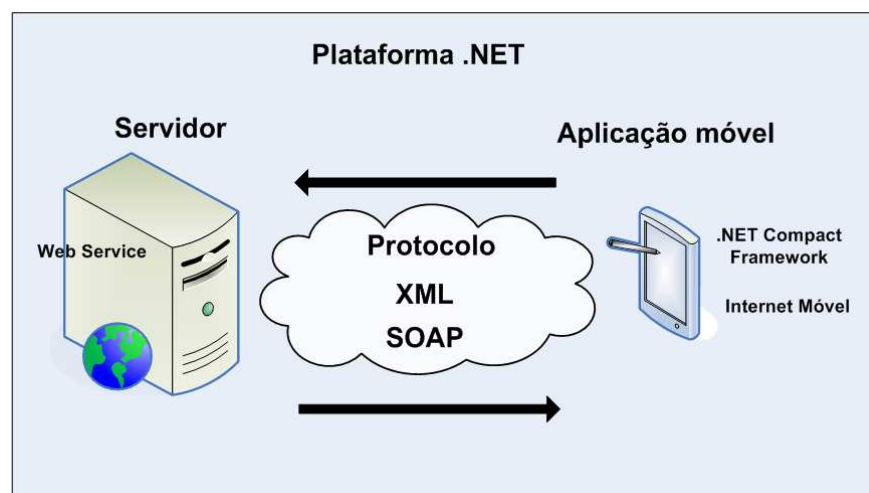 Plataforma .NET
Servidor
Aplicação móvel
Web Service
Protocolo
XML
SOAP
.NET Compact
Framework
Internet Móvel